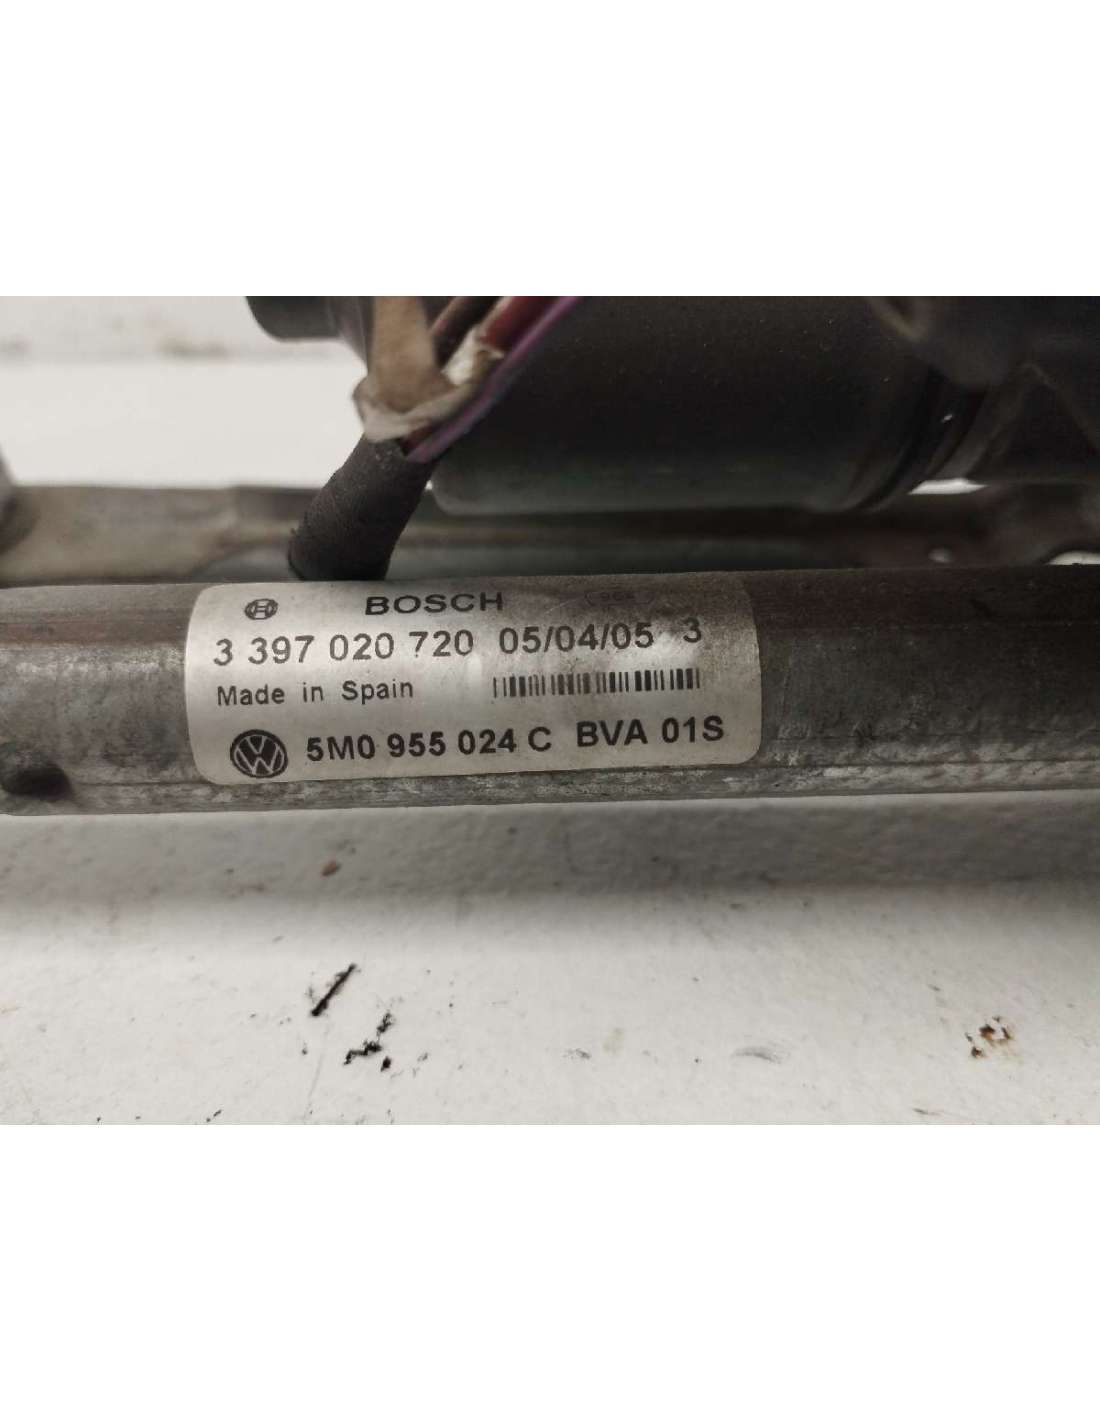 BOSCH
3 397 020 720 05/04/05 3
Made in Spain
5M0 955 024 C BVA 01S